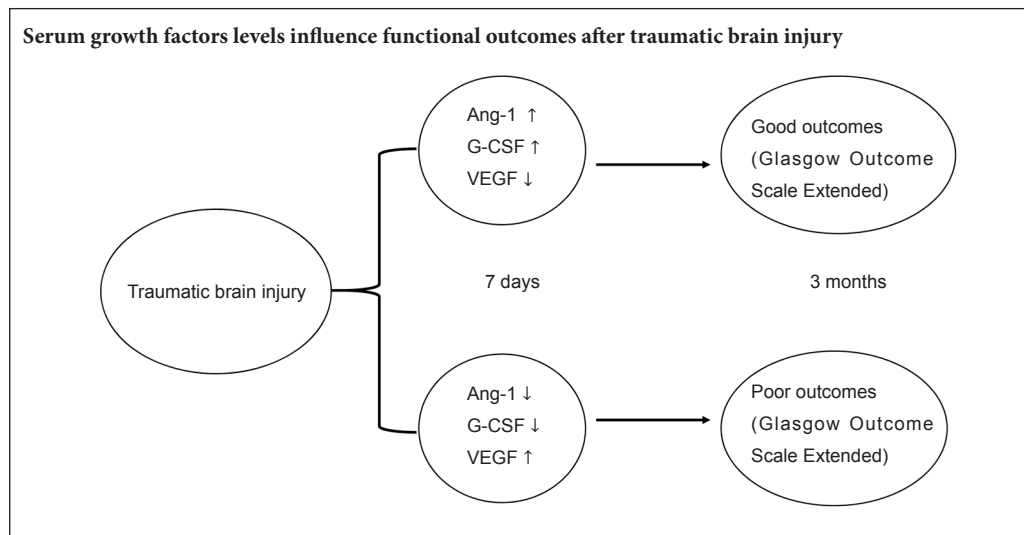 Serum growth factors levels influence functional outcomes after traumatic brain injury
Traumatic brain injury
Ang-1 ↑
G-CSF ↑
VEGF ↓
Good outcomes
(Glasgow Outcome
Scale Extended)
7 days
3 months
Ang-1 ↓
G-CSF ↓
VEGF ↑
Poor outcomes
(Glasgow Outcome
Scale Extended)